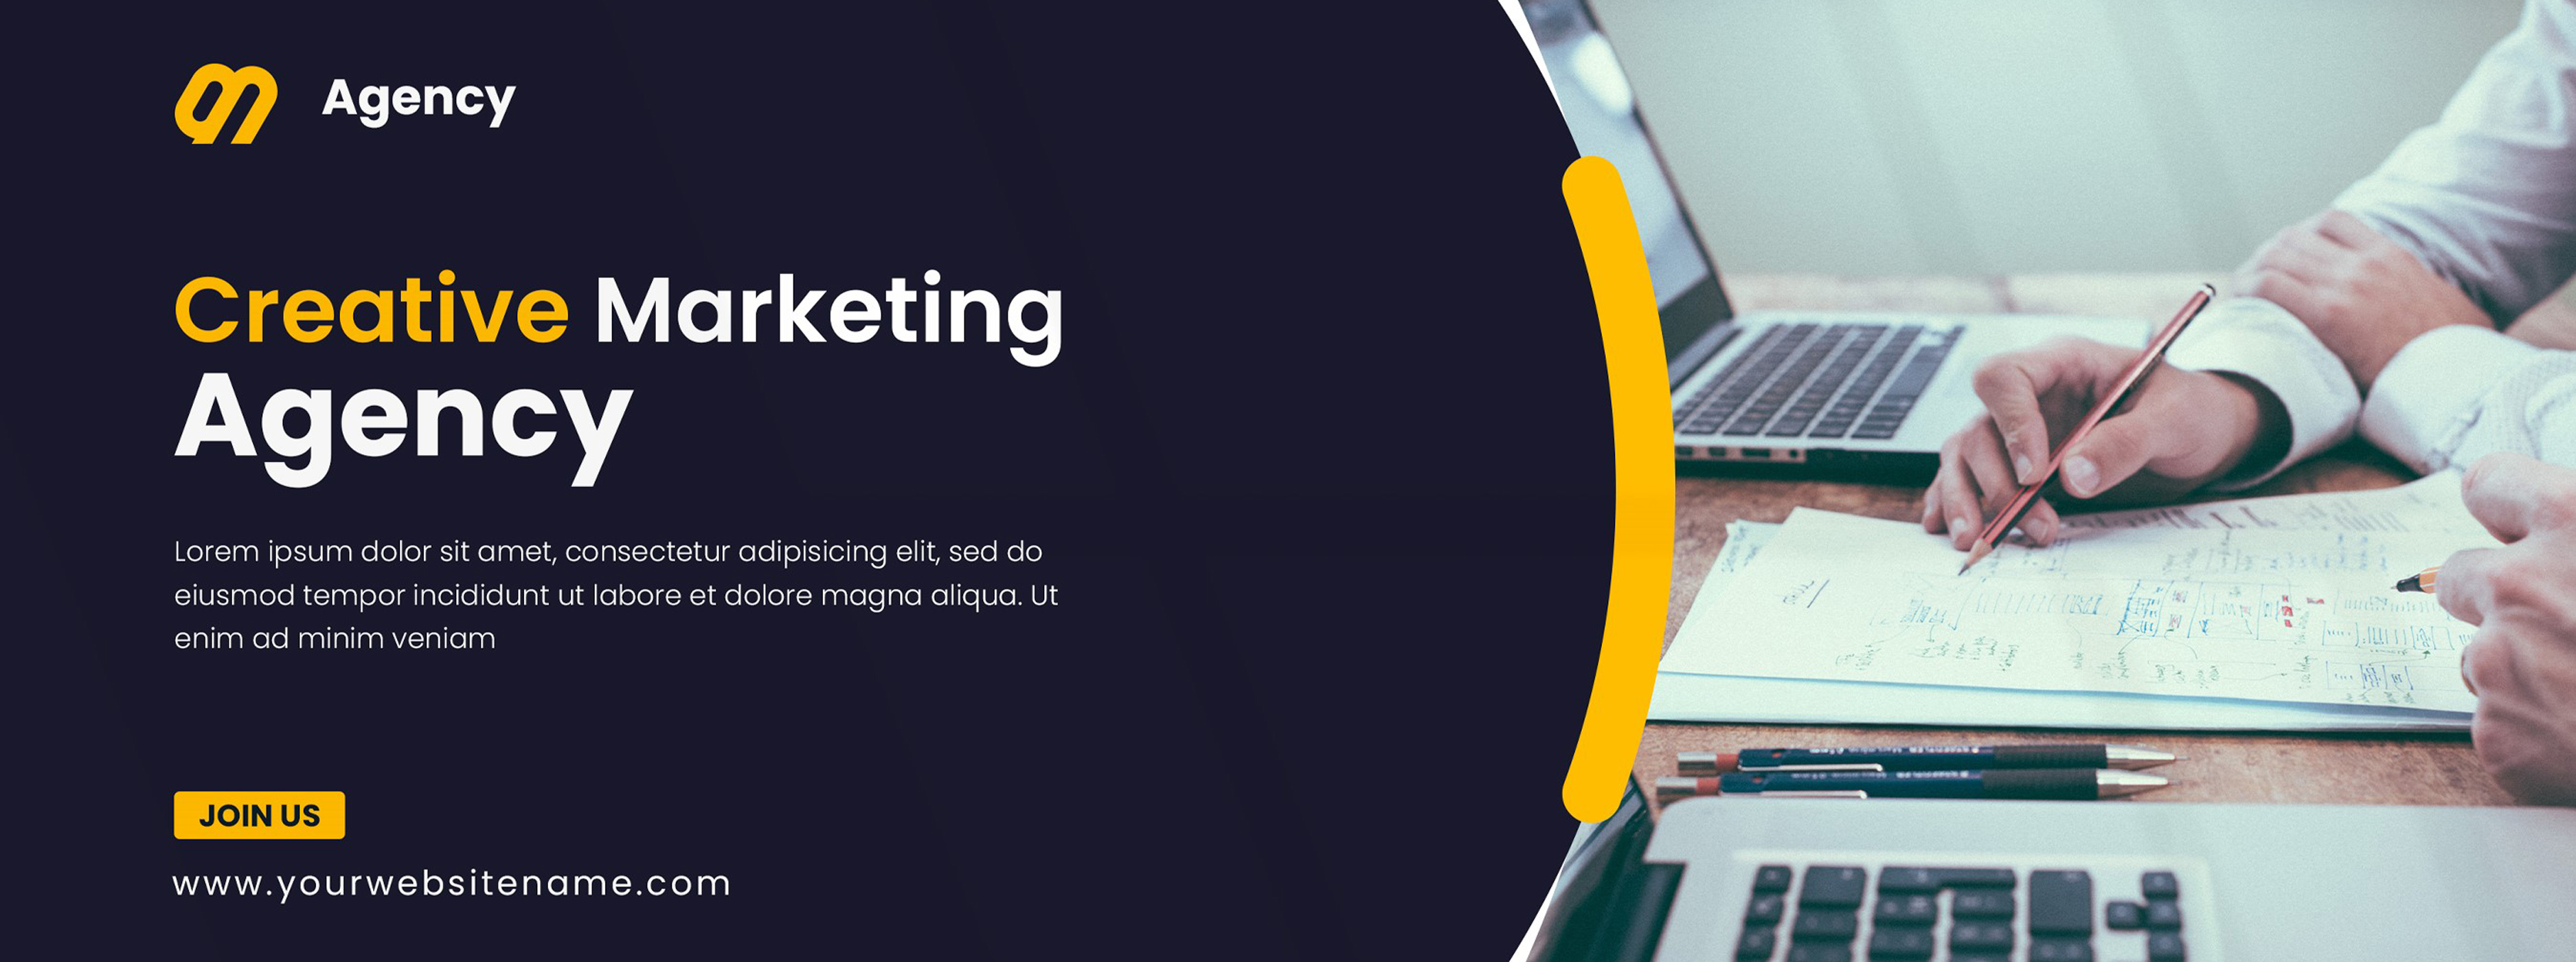 Agency
Creative Marketing
Agency
Lorem ipsum dolor sit amet, consectetur adipisicing elit, sed do
eiusmod tempor incididunt ut labore et dolore magna aliqua. Ut
enim ad minim veniam
JOIN US
www.yourwebsitename.com